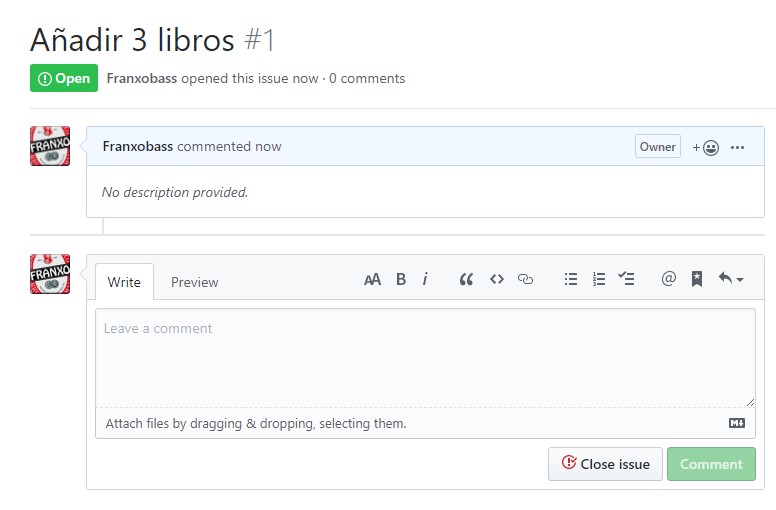 Añadir 3 libros #1
Open Franxobass opened this issue now · 0 comments
FRANXO
Franxobass commented now
Owner
No description provided.
FRANXO
Write Preview
AA B i
Leave a comment
Attach files by dragging & dropping, selecting them.
Close issue Comment